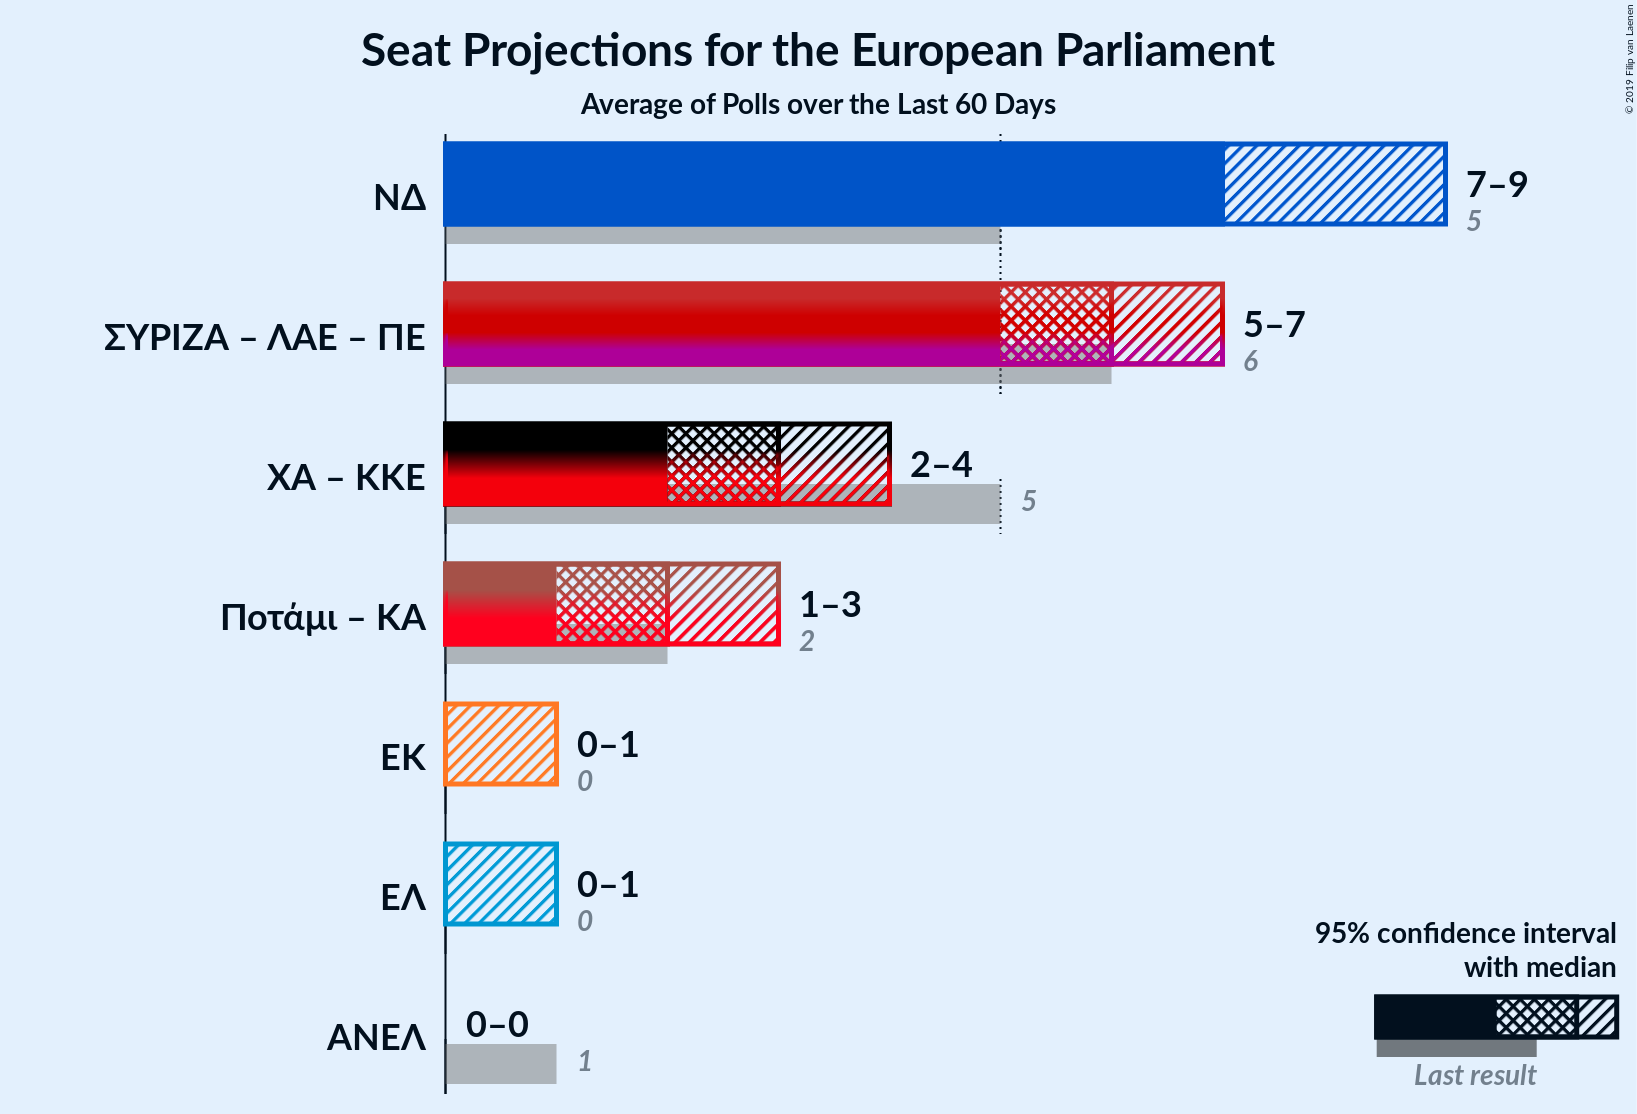 Seat Projections for the European Parliament
Average of Polls over the Last 60 Days
© 2019 Filip van Laenen
ΝΔ
7–9
5
ΣΥΡΙΖΑ – ΛΑΕ – ΠΕ
5–7
6
ΧΑ – ΚΚΕ
2–4
5
Ποτάμι – ΚΑ
1–3
2
ΕΚ
0–1
0
ΕΛ
0–1
0
ΑΝΕΛ
0–0
1
95% confidence interval
with median
Last result